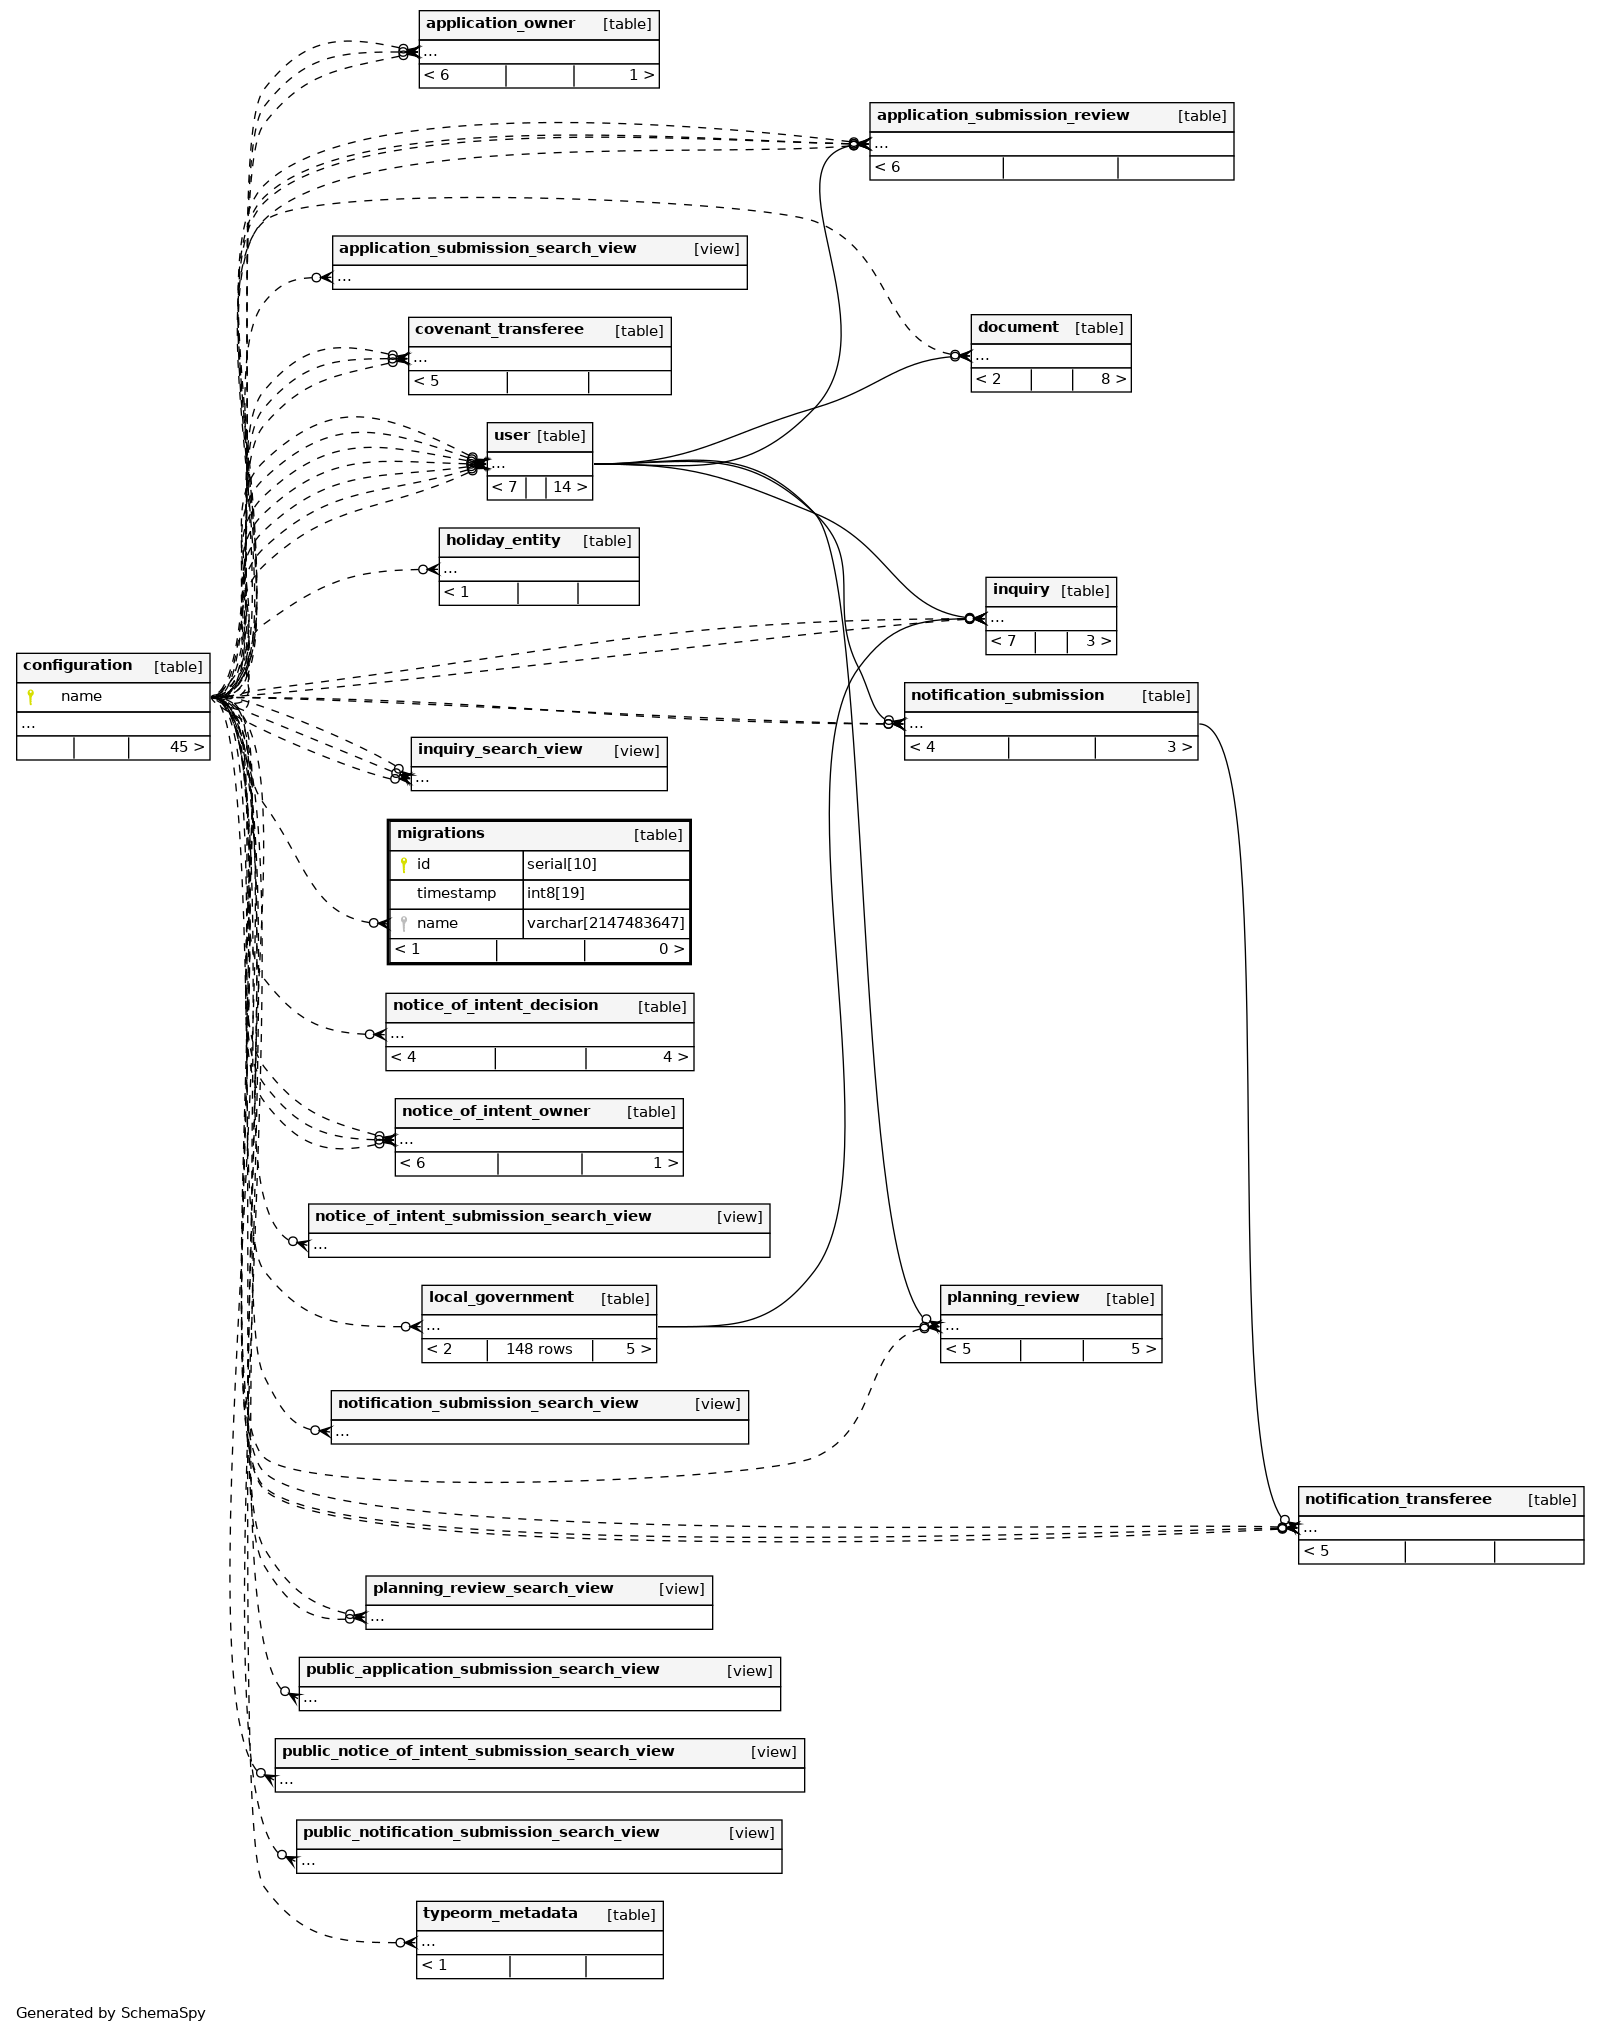 application_owner [table]
...
< 6 1 >
application_submission_review [table]
...
< 6
application_submission_search_view [view]
...
covenant_transferee [table]
...
< 5
document [table]
...
< 2 8 >
user [table]
...
< 7 14 >
holiday_entity [table]
...
< 1
inquiry [table]
...
< 7 3 >
configuration [table]
name
...
45 >
notification_submission [table]
...
< 4 3 >
inquiry_search_view [view]
...
migrations [table]
id serial[10]
timestamp int8[19]
name varchar[2147483647]
< 1 0 >
notice_of_intent_decision [table]
...
< 4 4 >
notice_of_intent_owner [table]
...
< 6 1 >
notice_of_intent_submission_search_view [view]
...
local_government [table]
...
< 2 148 rows 5 >
planning_review [table]
...
< 5 5 >
notification_submission_search_view [view]
...
notification_transferee [table]
...
< 5
planning_review_search_view [view]
...
public_application_submission_search_view [view]
...
public_notice_of_intent_submission_search_view [view]
...
public_notification_submission_search_view [view]
...
typeorm_metadata [table]
...
< 1
Generated by SchemaSpy